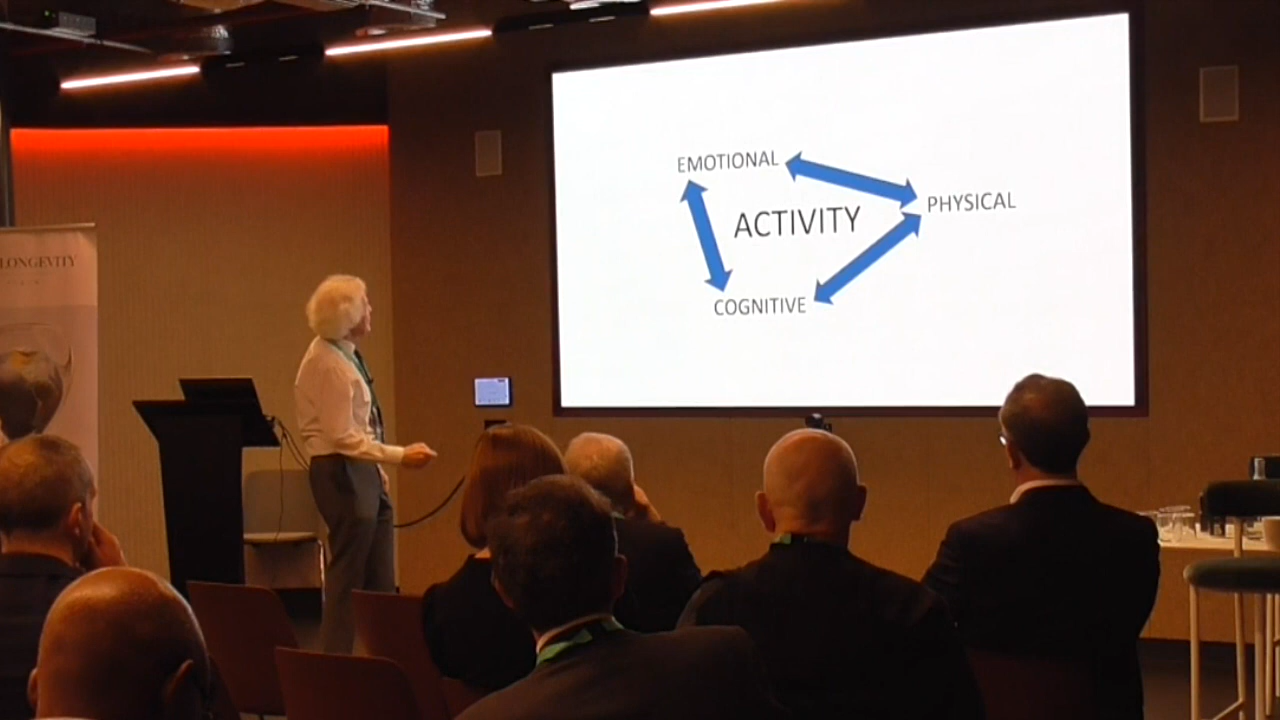 LONGEVITY
EMOTIONAL
PHYSICAL
ACTIVITY
COGNITIVE